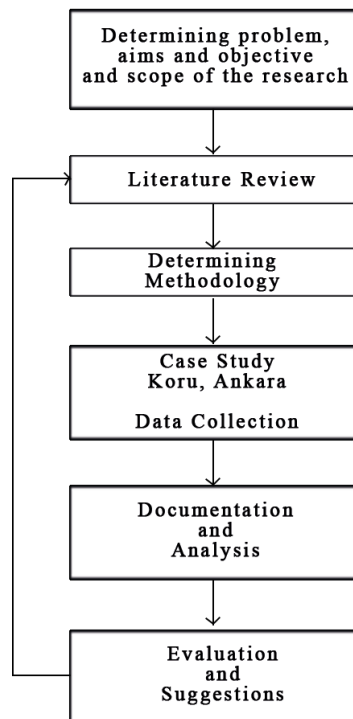 Determining problem,
aims and objective
and scope of the research
Literature Review
Determining
Methodology
Case Study
Koru, Ankara
Data Collection
Documentation
and
Analysis
Evaluation
and
Suggestions